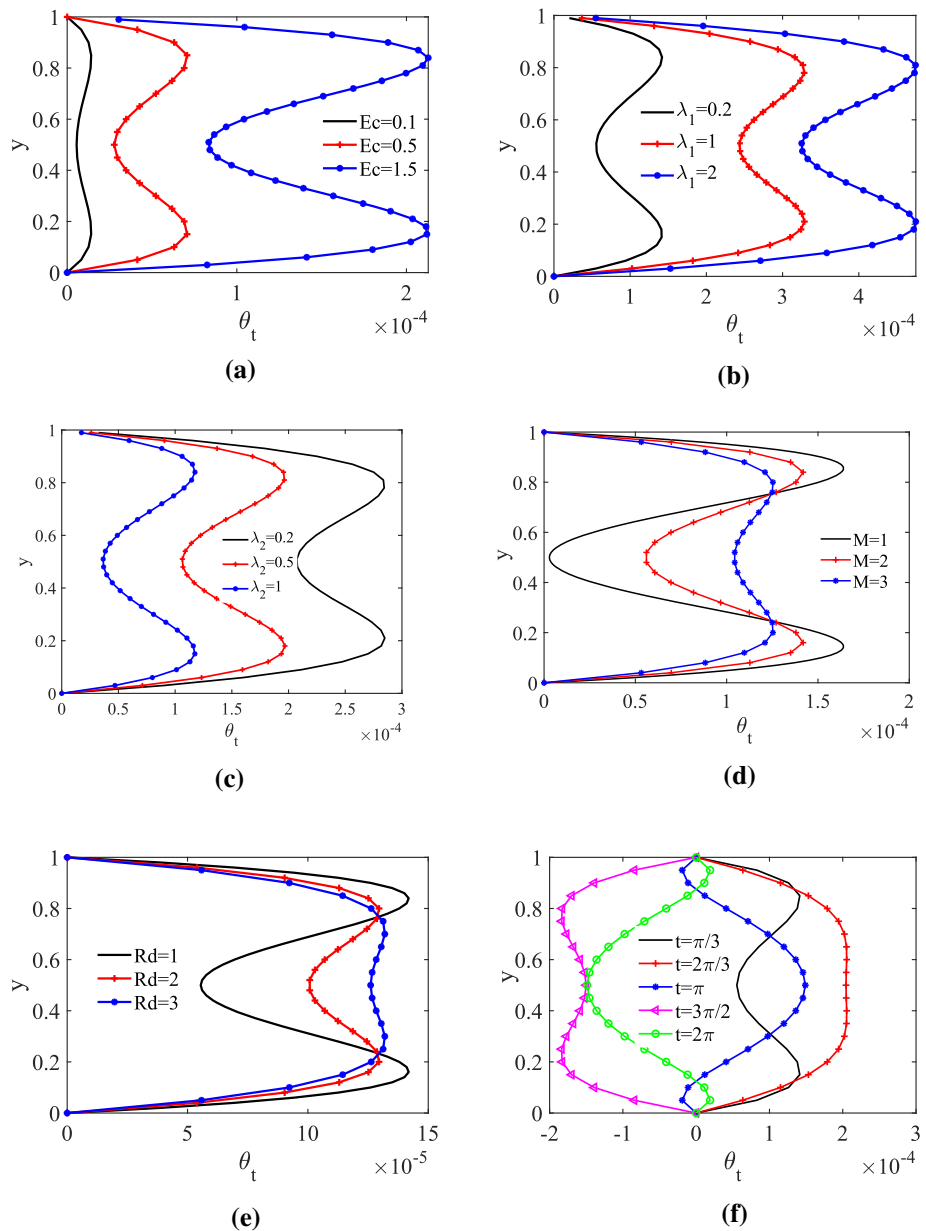 1
0.8
0.6
0.4
0.2
0
y
Ec=0.1
Ec=0.5
Ec=1.5
0 1 2
θt
×10-4
(a)
1
0.8
0.6
0.4
0.2
0
y
λ1=0.2
λ1=1
λ1=2
0 1 2 3 4
θt
×10-4
(b)
1
0.8
0.6
0.4
0.2
0
y
λ2=0.2
λ2=0.5
λ2=1
0 0.5 1 1.5 2 2.5 3
θt
×10-4
(c)
1
0.8
0.6
0.4
0.2
0
y
M=1
M=2
M=3
0 0.5 1 1.5 2
θt
×10-4
(d)
1
0.8
0.6
0.4
0.2
0
y
Rd=1
Rd=2
Rd=3
0 5 10 15
θt
×10-5
(e)
1
0.8
0.6
0.4
0.2
0
y
t=π/3
t=2π/3
t=π
t=3π/2
t=2π
-2 -1 0 1 2 3
θt
×10-4
(f)